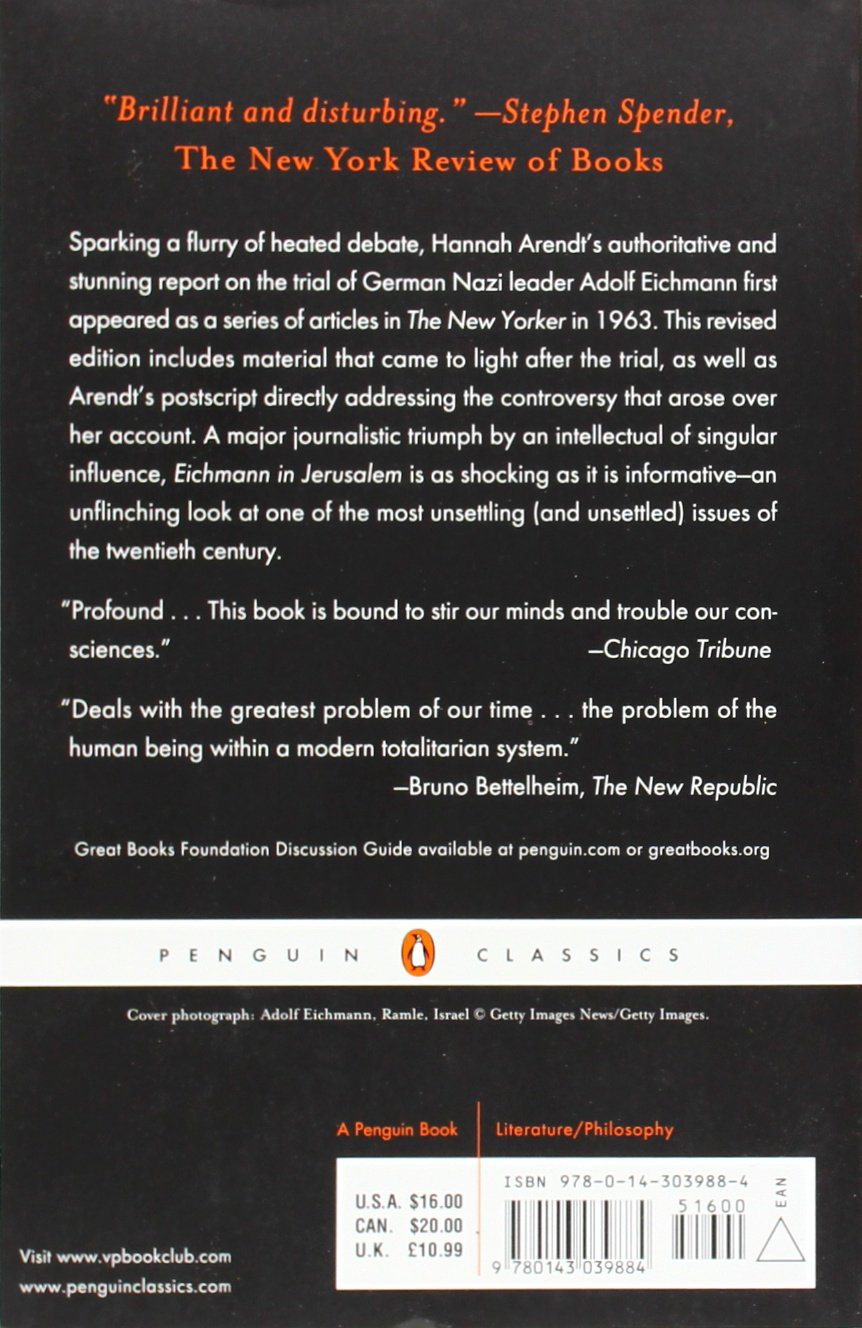 "Brilliant and disturbing." —Stephen Spender,
The New York Review of Books
Sparking a flurry of heated debate, Hannah Arendt's authoritative and
stunning report on the trial of German Nazi leader Adolf Eichmann first
appeared as a series of articles in The New Yorker in 1963. This revised
edition includes material that came to light after the trial, as well as
Arendt's postscript directly addressing the controversy that arose over
her account. A major journalistic triumph by an intellectual of singular
influence, Eichmann in Jerusalem is as shocking as it is informative—an
unflinching look at one of the most unsettling (and unsettled) issues of
the twentieth century.
"Profound . . . This book is bound to stir our minds and trouble our con-
sciences." —Chicago Tribune
"Deals with the greatest problem of our time . . . the problem of the
human being within a modern totalitarian system."
—Bruno Bettelheim, The New Republic
Great Books Foundation Discussion Guide available at penguin.com or greatbooks.org
PENGUIN CLASSICS
Cover photograph: Adolf Eichmann, Ramle, Israel © Getty Images News/Getty Images.
A Penguin Book Literature/Philosophy
U.S.A. $16.00
CAN. $20.00
U.K. £10.99
ISBN 978-0-14-303988-4
51600
EAN
9 780143 039884
Visit www.vpbookclub.com
www.penguinclassics.com